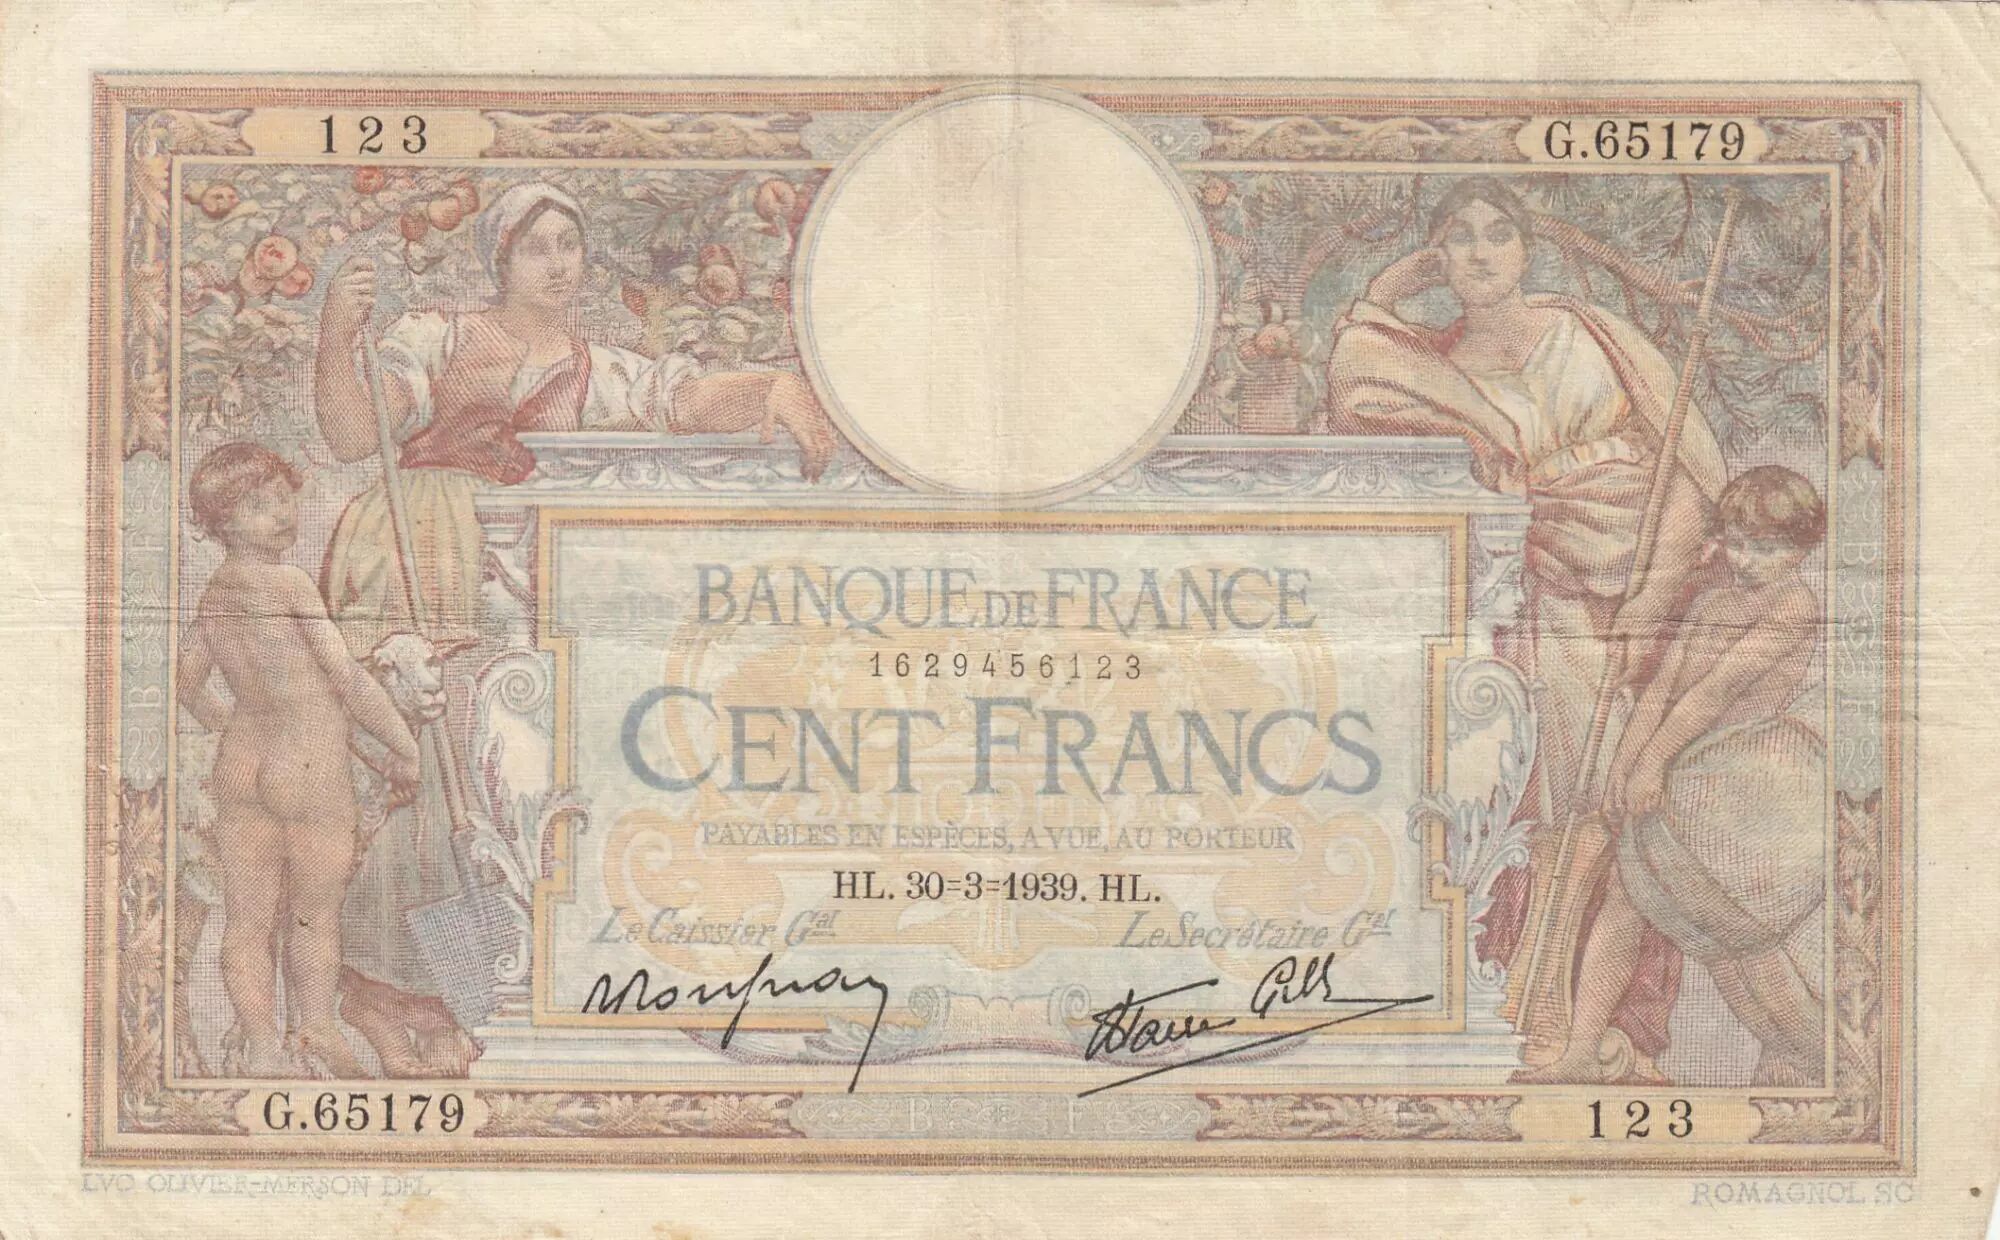 123 G.65179
BANQUE DE FRANCE
1629456123
CENT FRANCS
PAYABLES EN ESPÈCES, A VUE, AU PORTEUR
HL. 30=3=1939. HL.
Le Caissier Gal Le Secrétaire Gal
G.65179 B F 123
LVC OLIVIER-MERSON DEL ROMAGNOL SC
B F
B F